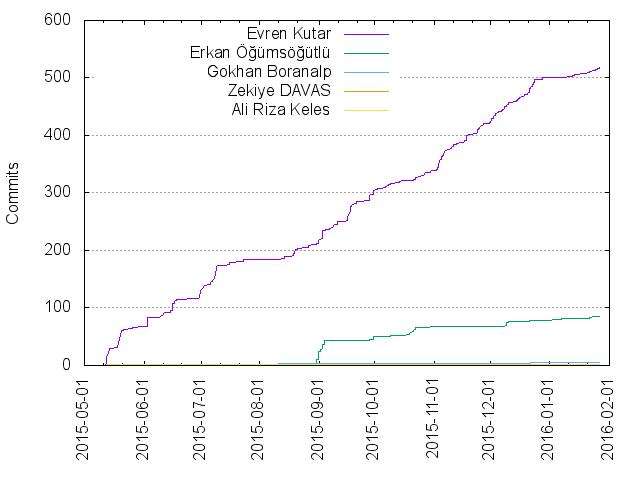 600
500
400
300
200
100
0
Commits
Evren Kutar
Erkan Öğümsöğütlü
Gokhan Boranalp
Zekiye DAVAS
Ali Riza Keles
2015-05-01
2015-06-01
2015-07-01
2015-08-01
2015-09-01
2015-10-01
2015-11-01
2015-12-01
2016-01-01
2016-02-01